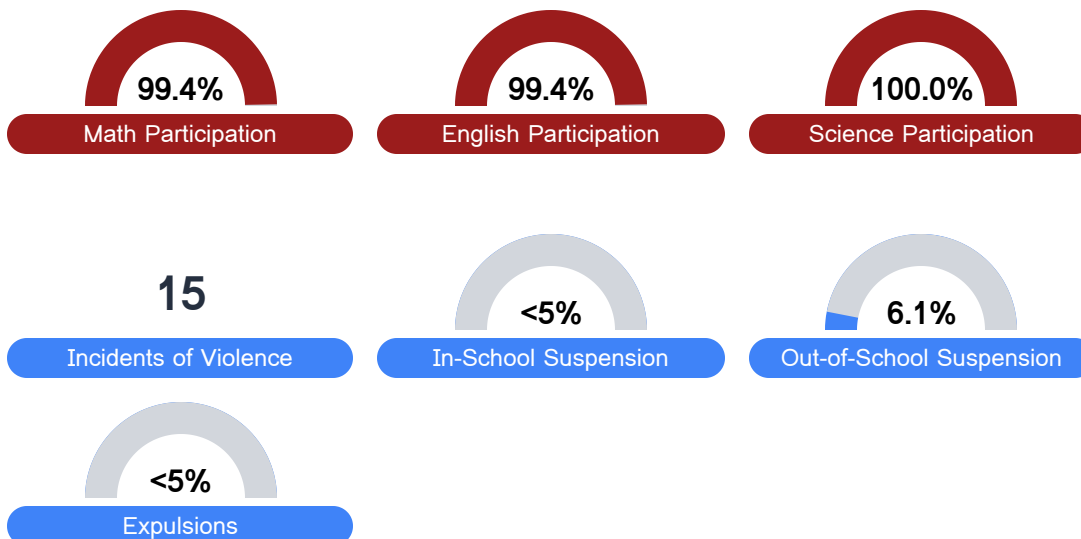 99.4%
Math Participation
99.4%
English Participation
100.0%
Science Participation
15
Incidents of Violence
<5%
In-School Suspension
6.1%
Out-of-School Suspension
<5%
Expulsions